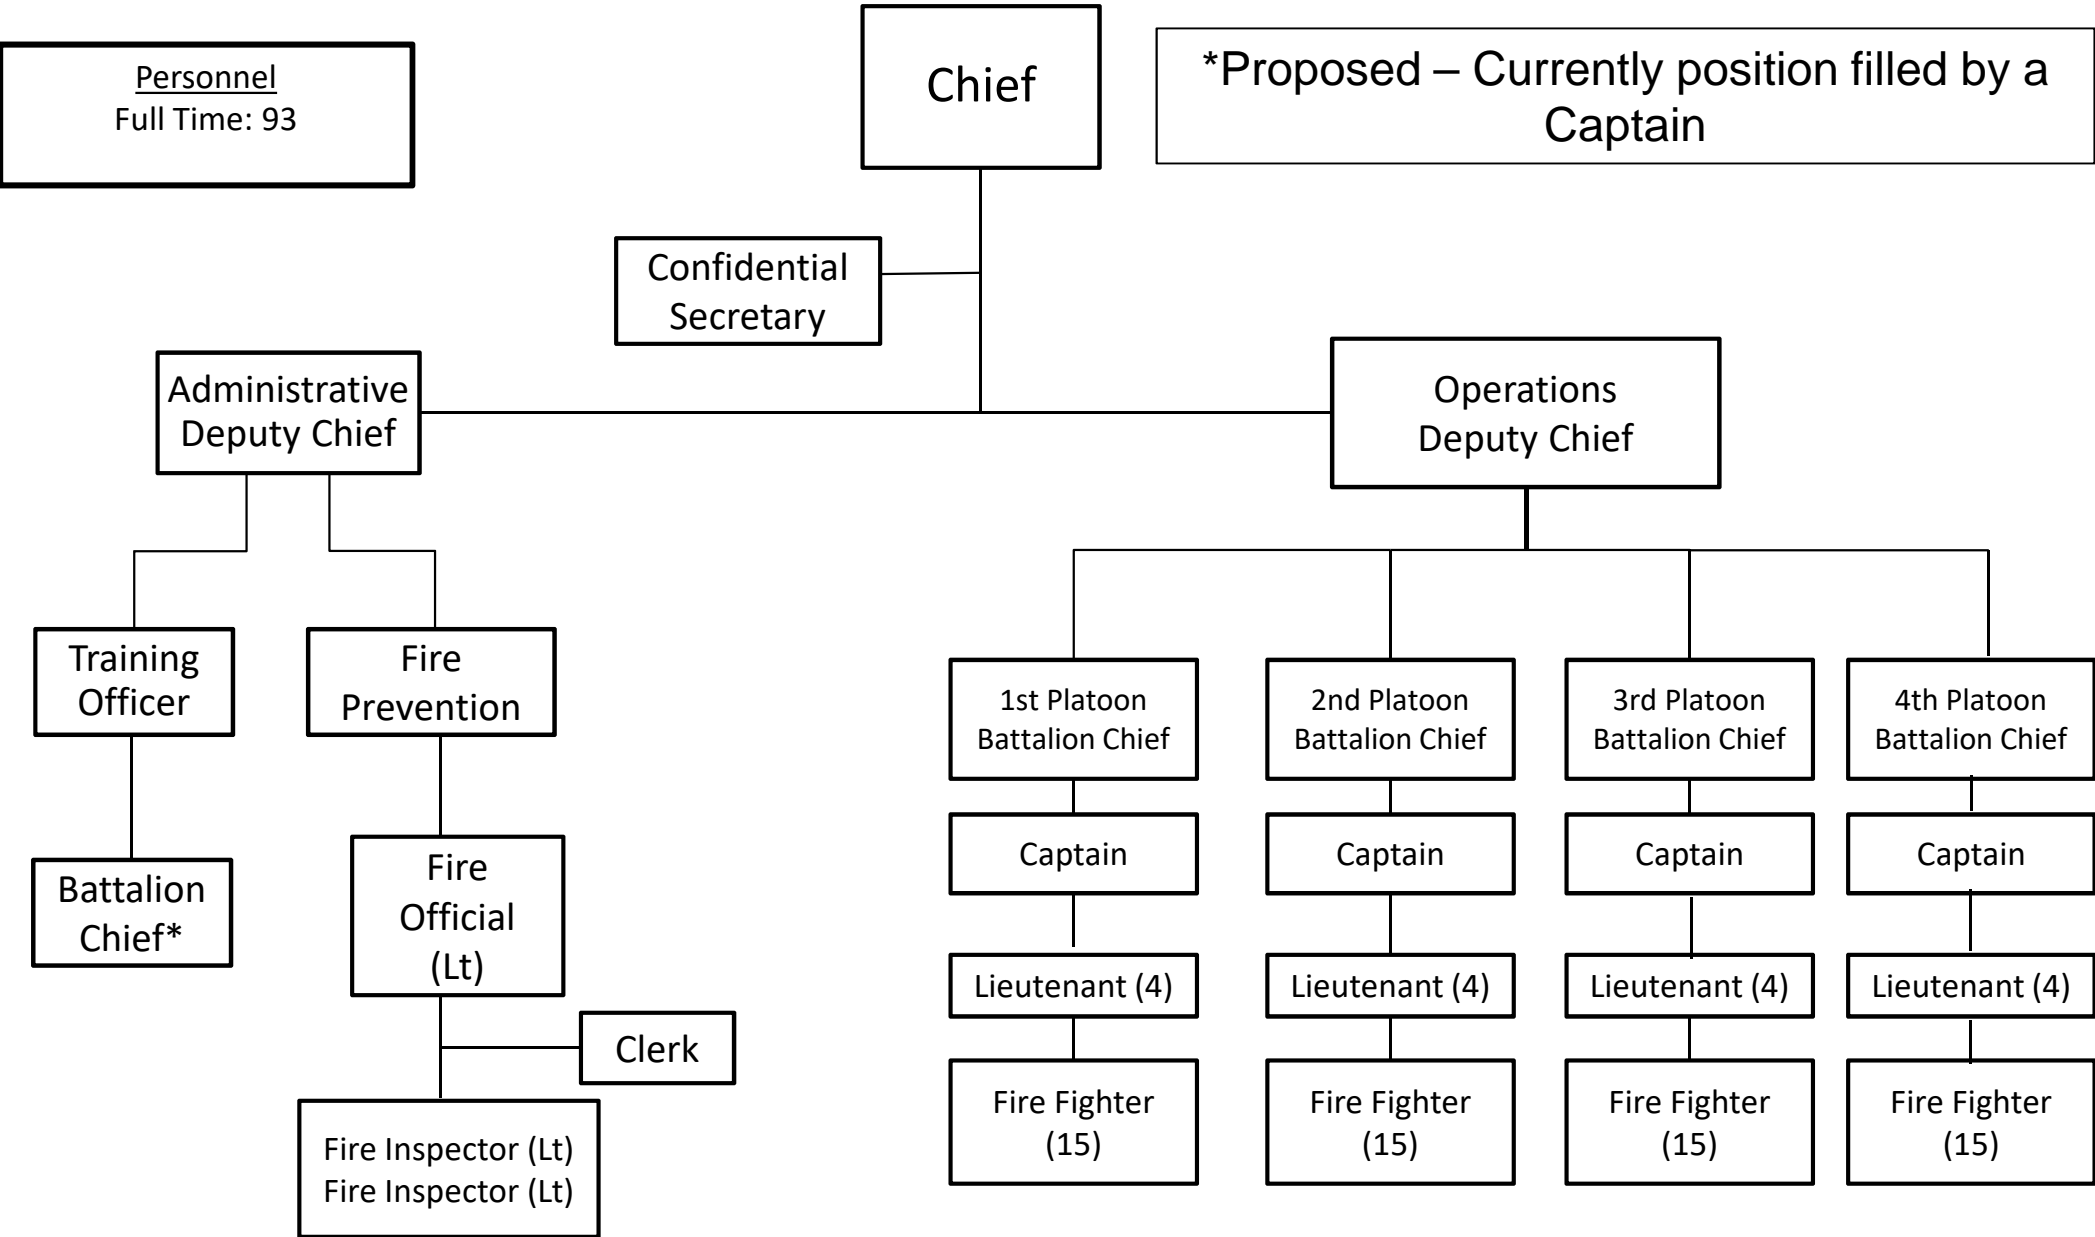 Personnel
Full Time: 93
Chief
*Proposed – Currently position filled by a
Captain
Confidential
Secretary
Administrative
Deputy Chief
Operations
Deputy Chief
Training
Officer
Fire
Prevention
Battalion
Chief*
Fire
Official
(Lt)
Clerk
Fire Inspector (Lt)
Fire Inspector (Lt)
1st Platoon
Battalion Chief
Captain
Lieutenant (4)
Fire Fighter
(15)
2nd Platoon
Battalion Chief
Captain
Lieutenant (4)
Fire Fighter
(15)
3rd Platoon
Battalion Chief
Captain
Lieutenant (4)
Fire Fighter
(15)
4th Platoon
Battalion Chief
Captain
Lieutenant (4)
Fire Fighter
(15)